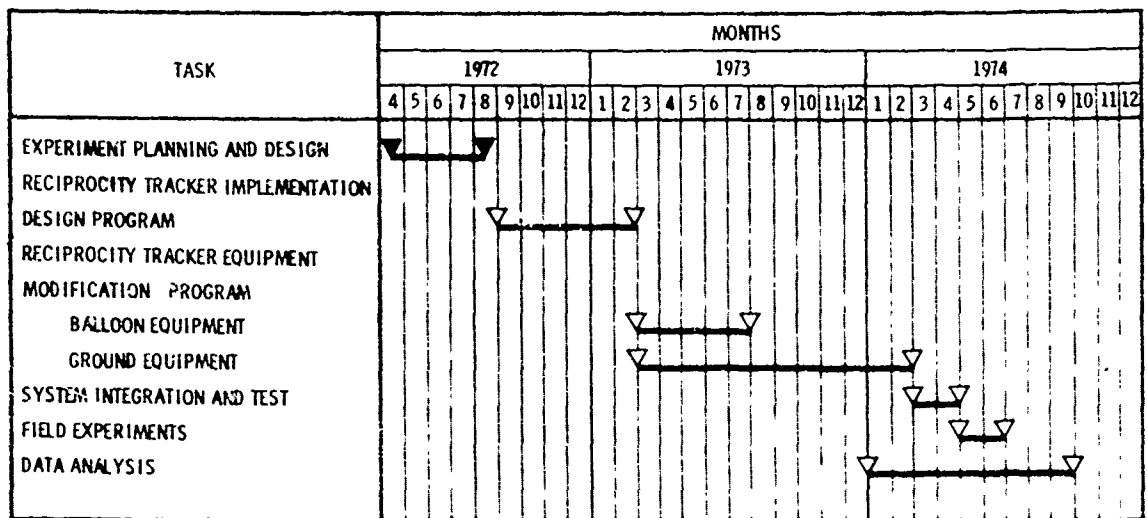 MONTHS
TASK
1972 1973 1974
4 12 5 6 7 8 9 10 11 12 1 2 3 4 5 6 7 8 9 10 11 12 1 2 3 4 5 6 7 8 9 10 11 12
EXPERIMENT PLANNING AND DESIGN
RECIPROCITY TRACKER IMPLEMENTATION
DESIGN PROGRAM
RECIPROCITY TRACKER EQUIPMENT
MODIFICATION PROGRAM
BALLOON EQUIPMENT
GROUND EQUIPMENT
SYSTEM INTEGRATION AND TEST
FIELD EXPERIMENTS
DATA ANALYSIS